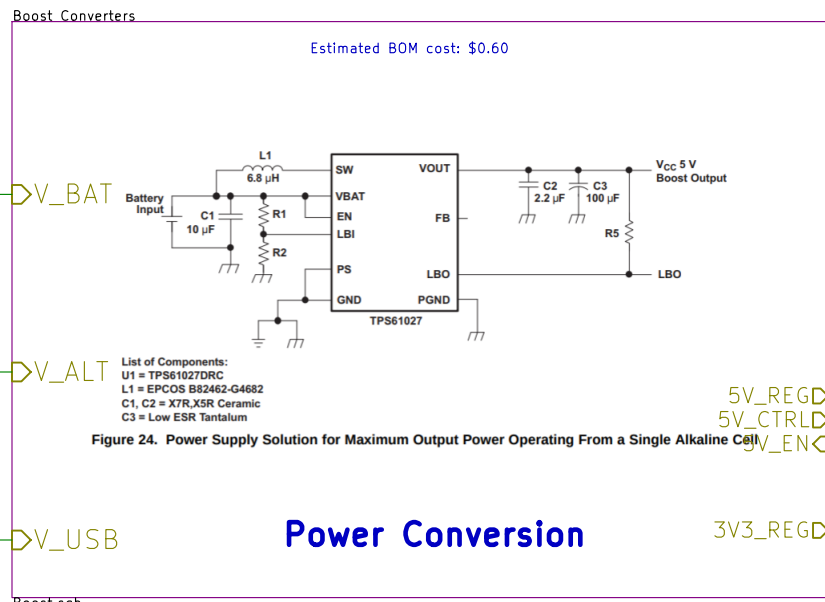 Boost Converters
Estimated BOM cost: $0.60
L1
6.8 µH
SW
VOUT
VCC 5 V
Boost Output
V_BAT
Battery
Input
C1
10 µF
R1
R2
VBAT
EN
LBI
PS
GND
FB
LBO
PGND
C2
2.2 µF
C3
100 µF
R5
LBO
TPS61027
V_ALT
List of Components:
U1 = TPS61027DRC
L1 = EPCOS B82462-G4682
C1, C2 = X7R,X5R Ceramic
C3 = Low ESR Tantalum
5V_REG
5V_CTRL
Figure 24. Power Supply Solution for Maximum Output Power Operating From a Single Alkaline Cell
5V_EN
V_USB
Power Conversion
3V3_REG